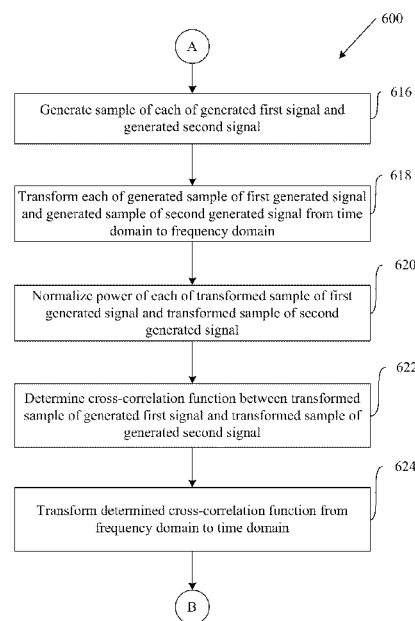 600
A
616
Generate sample of each of generated first signal and
generated second signal
618
Transform each of generated sample of first generated signal
and generated sample of second generated signal from time
domain to frequency domain
620
Normalize power of each of transformed sample of first
generated signal and transformed sample of second
generated signal
622
Determine cross-correlation function between transformed
sample of generated first signal and transformed sample of
generated second signal
624
Transform determined cross-correlation function from
frequency domain to time domain
B